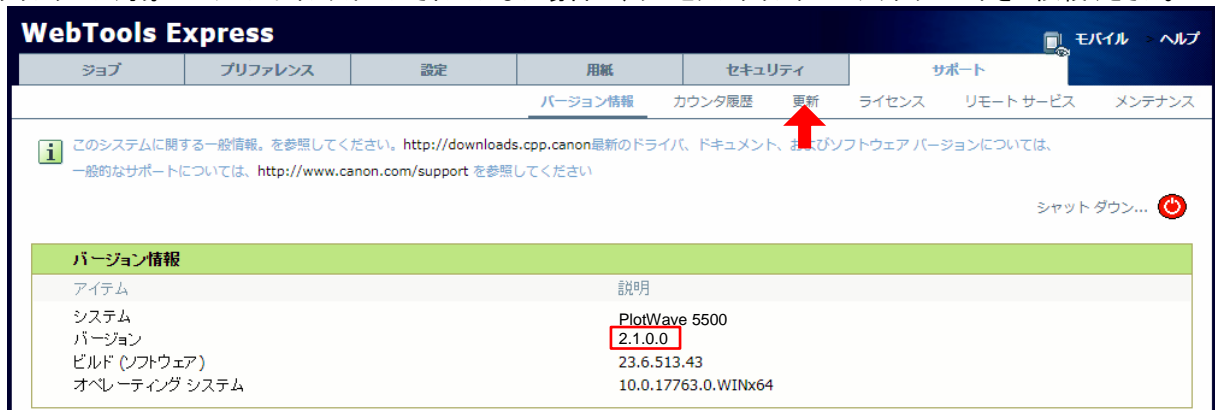 WebTools Express
モバイル ヘルプ
ジョブ プリファレンス 設定 用紙 セキュリティ サポート
バージョン情報 カウンタ履歴 更新 ライセンス リモート サービス メンテナンス
このシステムに関する一般情報。を参照してください。http://downloads.cpp.canon最新のドライバ、ドキュメント、およびソフトウェア バージョンについては、
一般的なサポートについては、http://www.canon.com/support を参照してください
シャット ダウン...
バージョン情報
アイテム 説明
システム PlotWave 5500
バージョン 2.1.0.0
ビルド (ソフトウェア) 23.6.513.43
オペレーティング システム 10.0.17763.0.WINx64